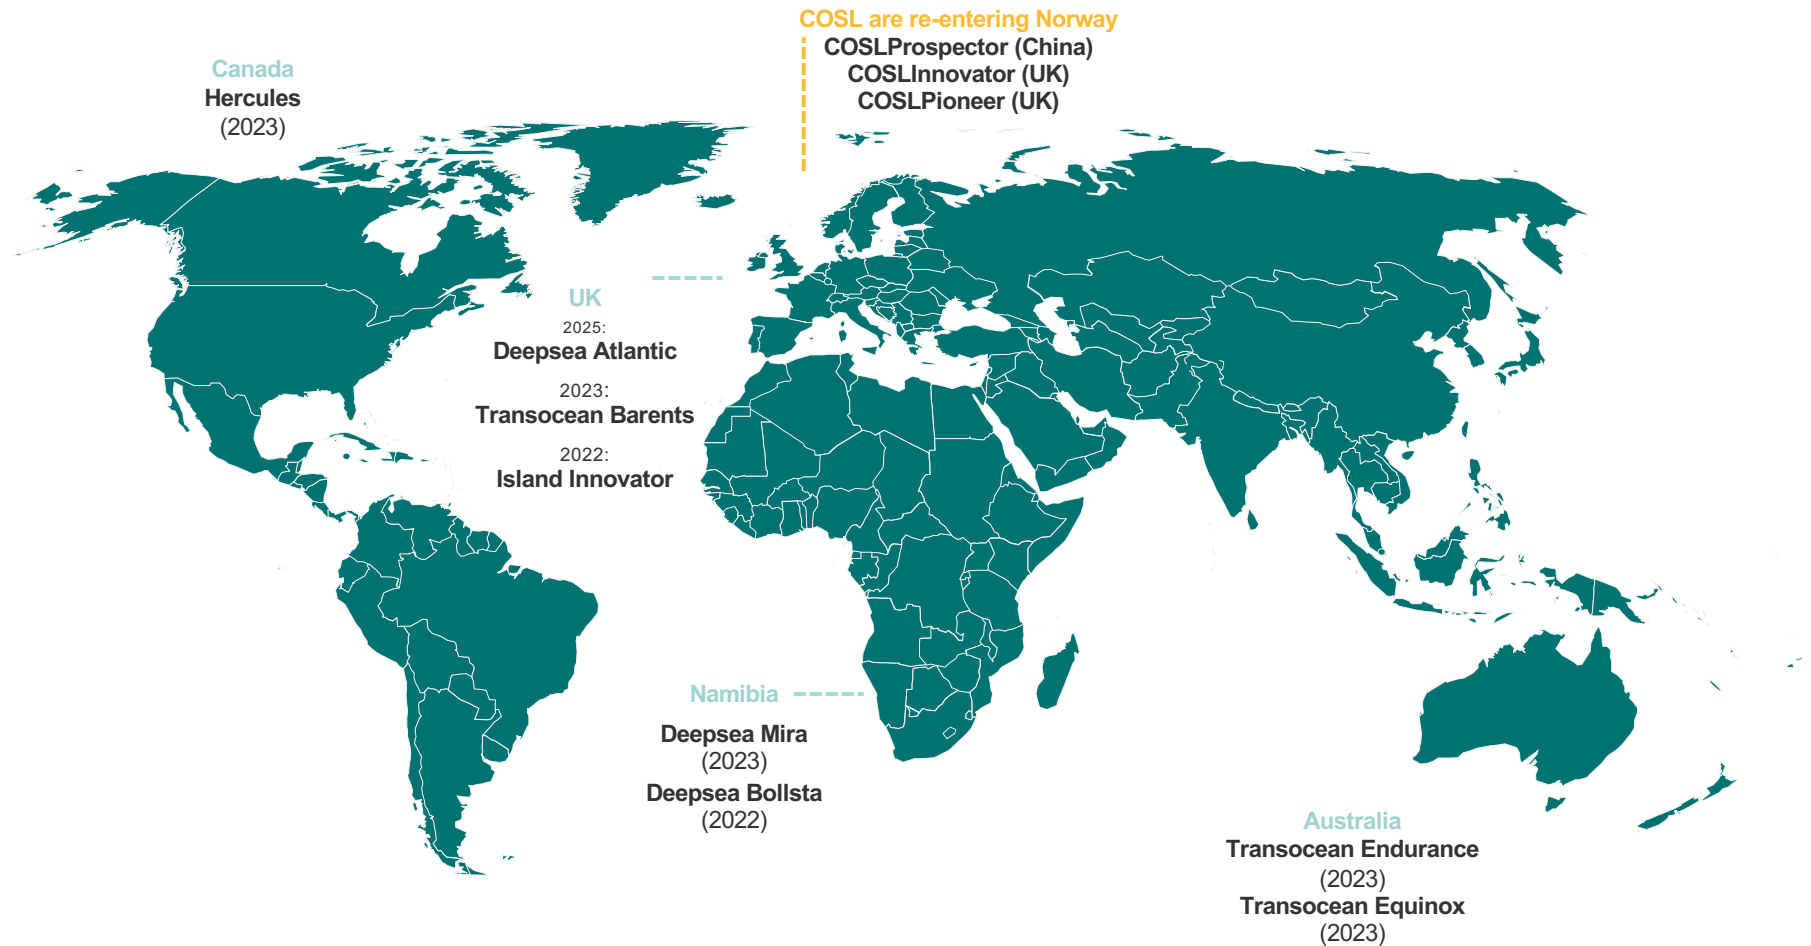 COSL are re-entering Norway
COSLProspector (China)
COSLInnovator (UK)
COSLPioneer (UK)
Canada
Hercules
(2023)
UK
2025:
Deepsea Atlantic
2023:
Transocean Barents
2022:
Island Innovator
Namibia
Deepsea Mira
(2023)
Deepsea Bollsta
(2022)
Australia
Transocean Endurance
(2023)
Transocean Equinox
(2023)